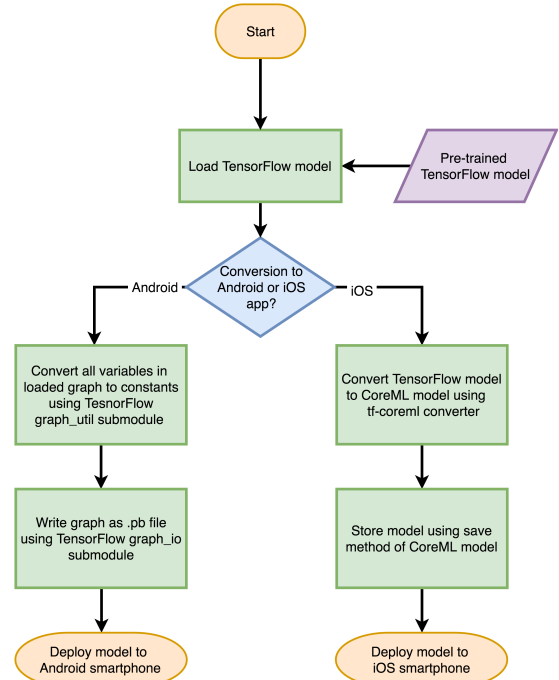 Start
Load TensorFlow model
Pre-trained
TensorFlow model
Conversion to
Android or iOS
app?
Android
iOS
Convert all variables in
loaded graph to constants
using TesnorFlow
graph_util submodule
Convert TensorFlow model
to CoreML model using
tf-coreml converter
Write graph as .pb file
using TensorFlow graph_io
submodule
Store model using save
method of CoreML model
Deploy model to
Android smartphone
Deploy model to
iOS smartphone